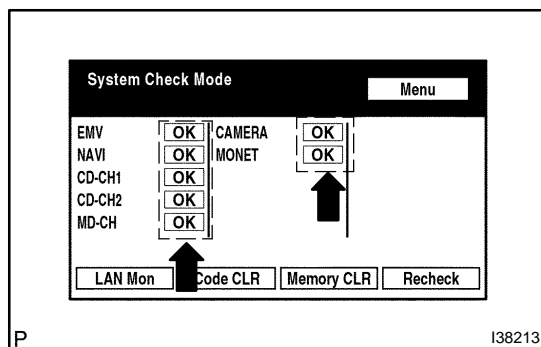 System Check Mode
Menu
EMV OK CAMERA OK
NAVI OK MONET OK
CD-CH1 OK
CD-CH2 OK
MD-CH OK
LAN Mon Code CLR Memory CLR Recheck
P I38213